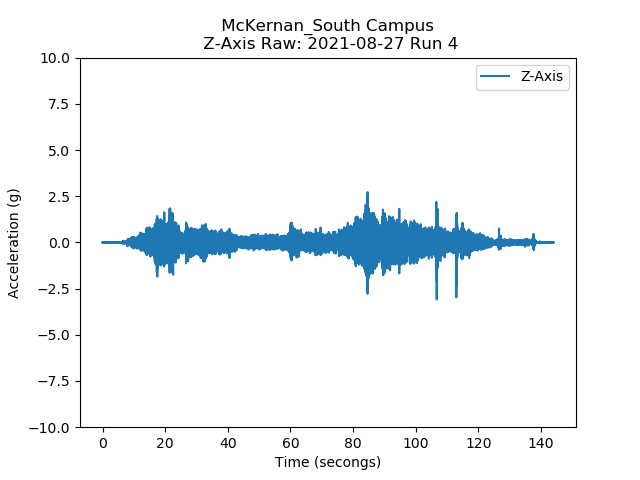 McKernan_South Campus
Z-Axis Raw: 2021-08-27 Run 4
Z-Axis
Acceleration (g)
10.0
7.5
5.0
2.5
0.0
−2.5
−5.0
−7.5
−10.0
0 20 40 60 80 100 120 140
Time (secongs)